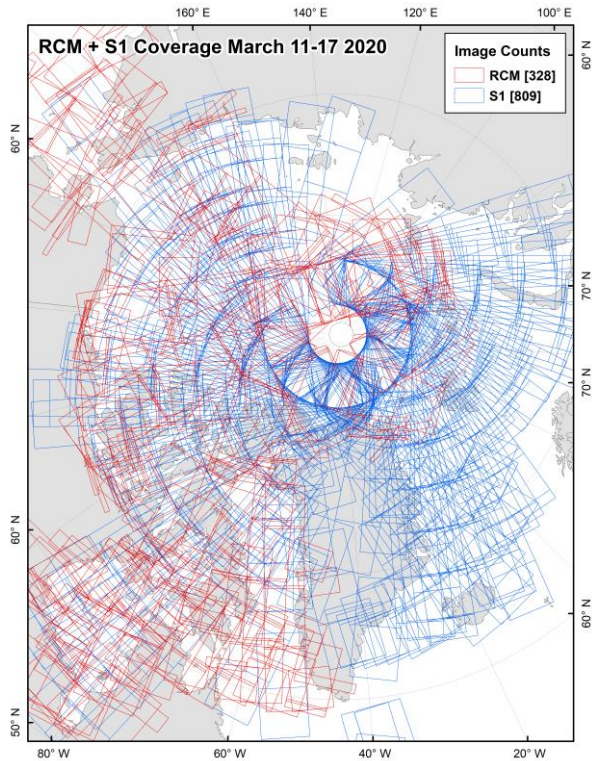 160° E
140° E
120° E
100° E
RCM + S1 Coverage March 11-17 2020
Image Counts
RCM [328]
S1 [809]
60° N
60° N
70° N
70° N
60° N
60° N
50° N
80° W
60° W
40° W
20° W